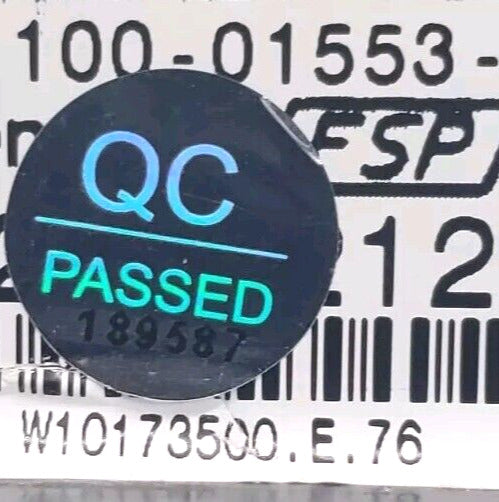 100-01553-
FSP
QC
PASSED
12
189587
W10173500.E.76